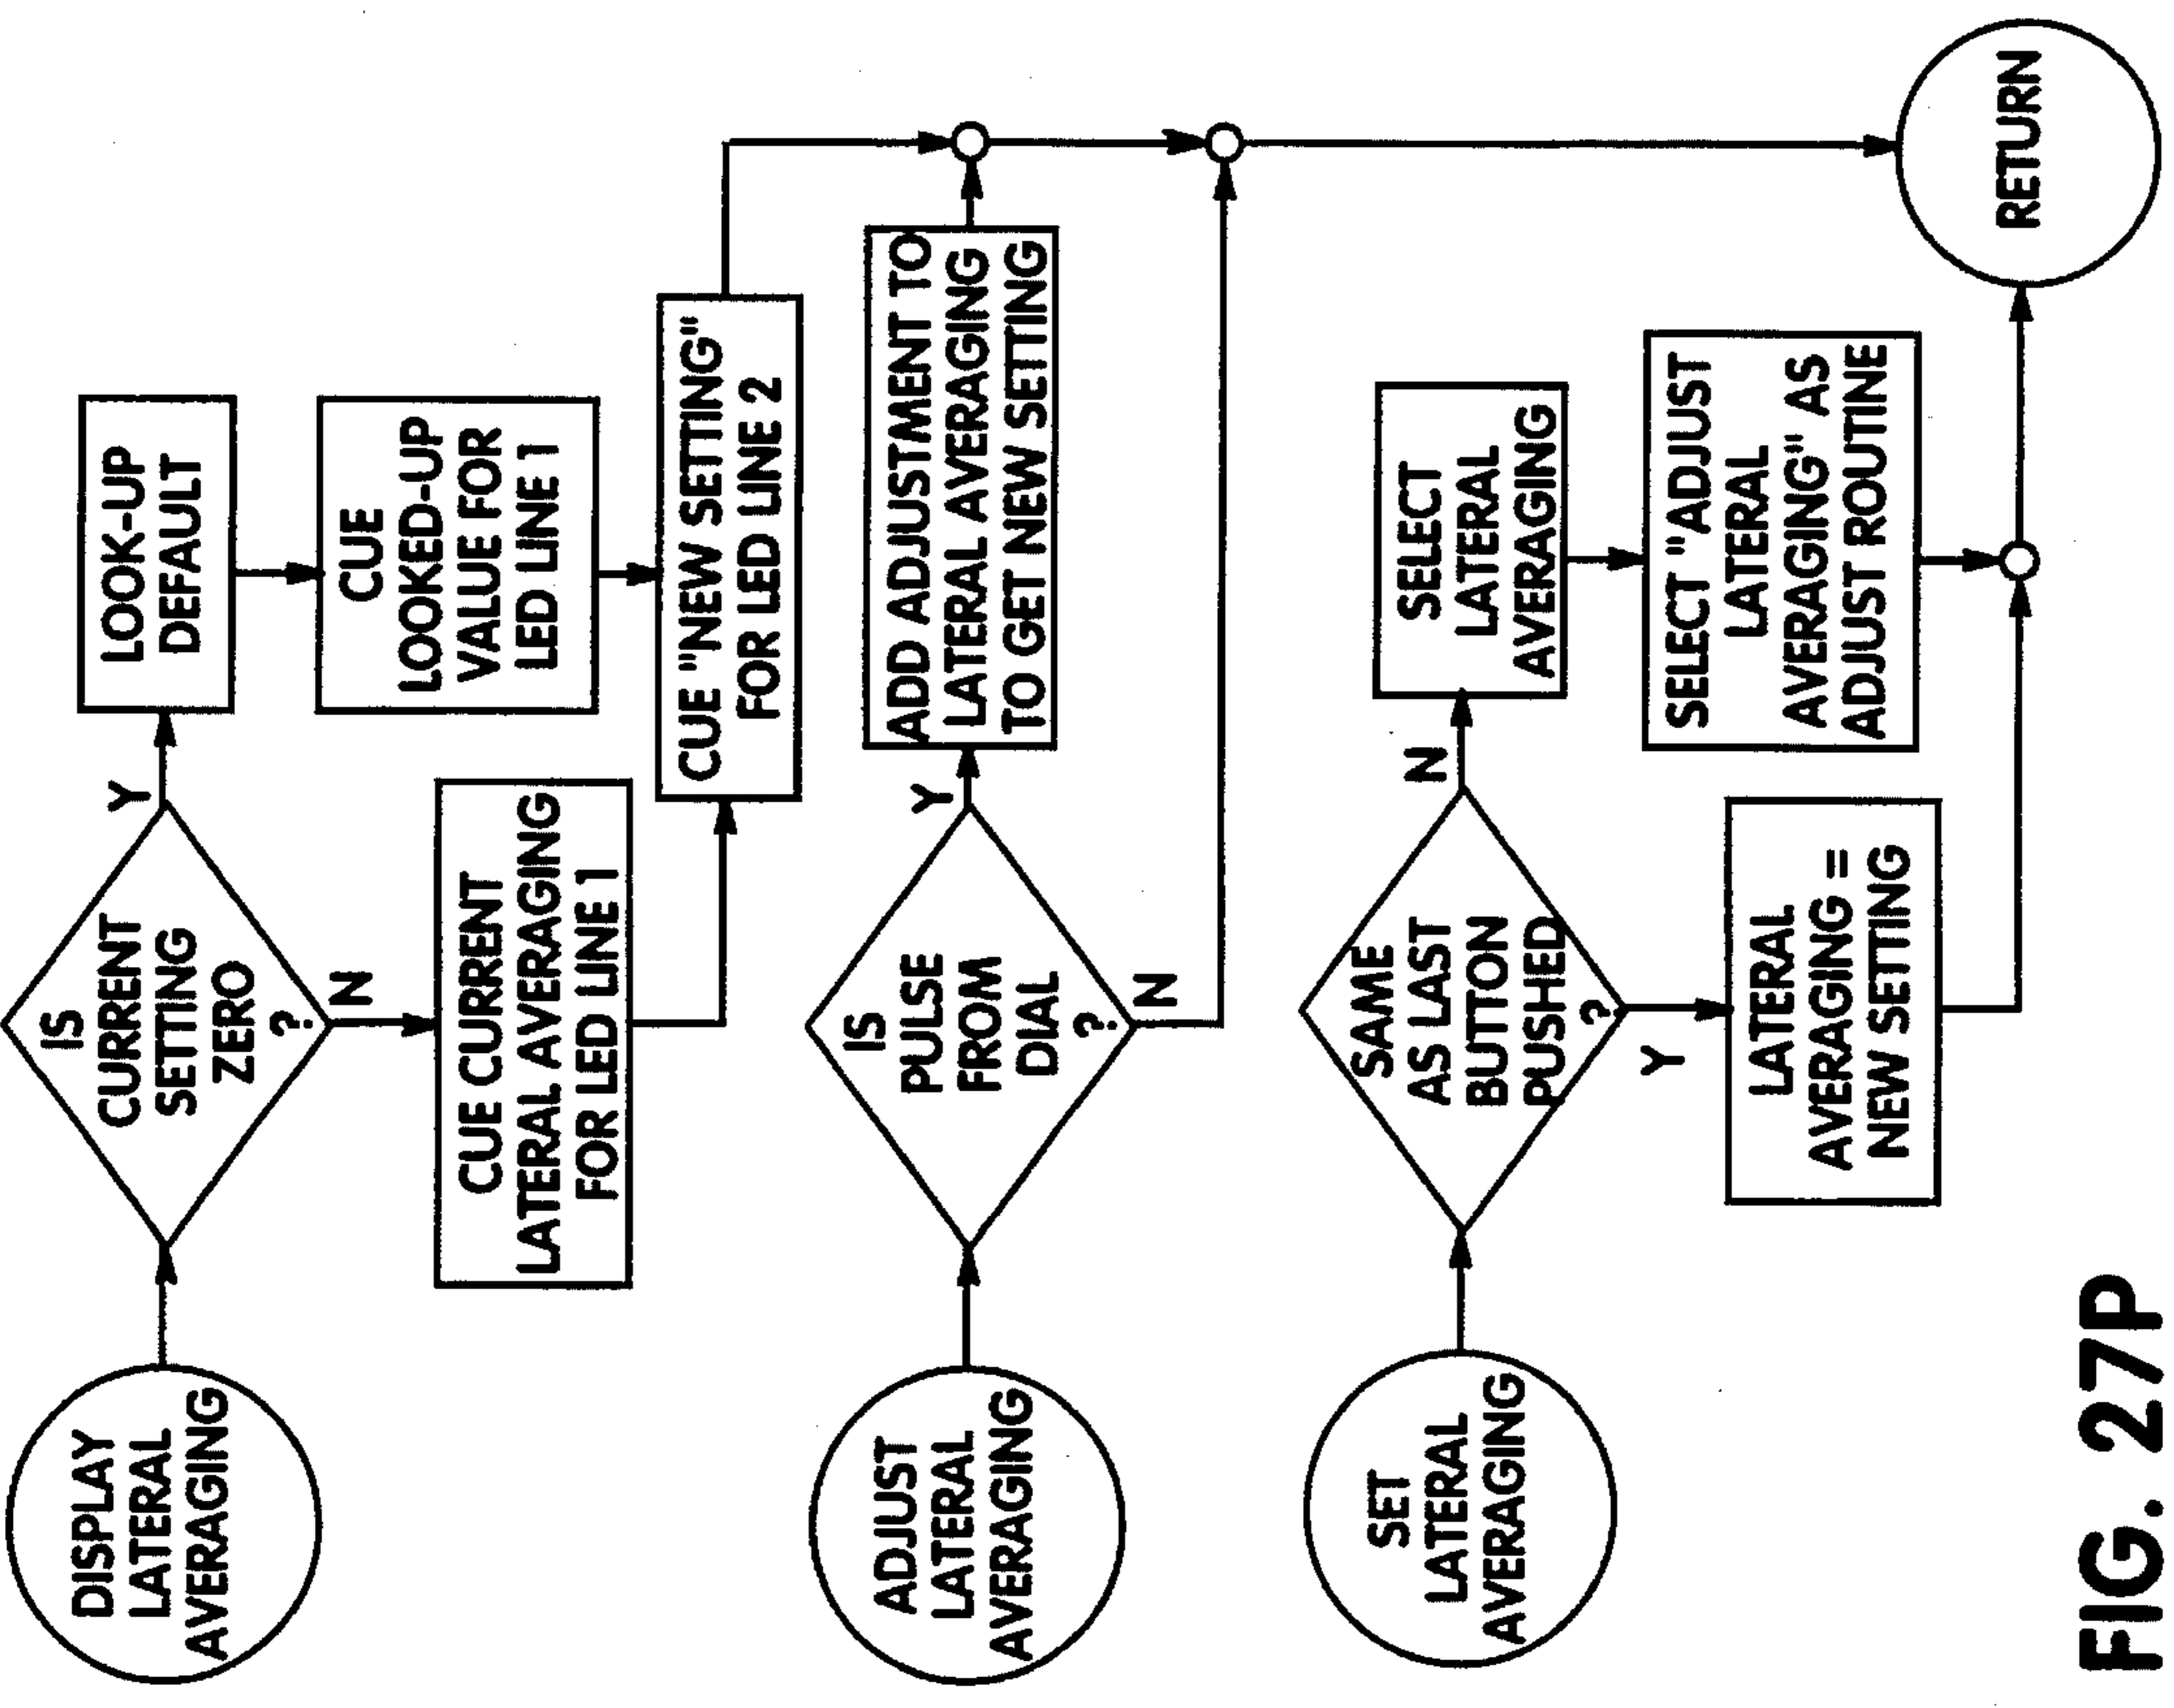 DISPLAY
LATERAL
AVERAGING
IS
CURRENT
SETTING
ZERO
?
Y
N
LOOK-UP
DEFAULT
CUE
LOOKED-UP
VALUE FOR
LED LINE 1
CUE CURRENT
LATERAL AVERAGING
FOR LED LINE 1
CUE "NEW SETTING"
FOR LED LINE 2
ADJUST
LATERAL
AVERAGING
IS
PULSE
FROM
DIAL
?
Y
N
ADD ADJUSTMENT TO
LATERAL AVERAGING
TO GET NEW SETTING
SET
LATERAL
AVERAGING
SAME
AS LAST
BUTTON
PUSHED
?
N
Y
SELECT
LATERAL
AVERAGING
SELECT "ADJUST
LATERAL
AVERAGING" AS
ADJUST ROUTINE
LATERAL
AVERAGING =
NEW SETTING
RETURN
FIG. 27P